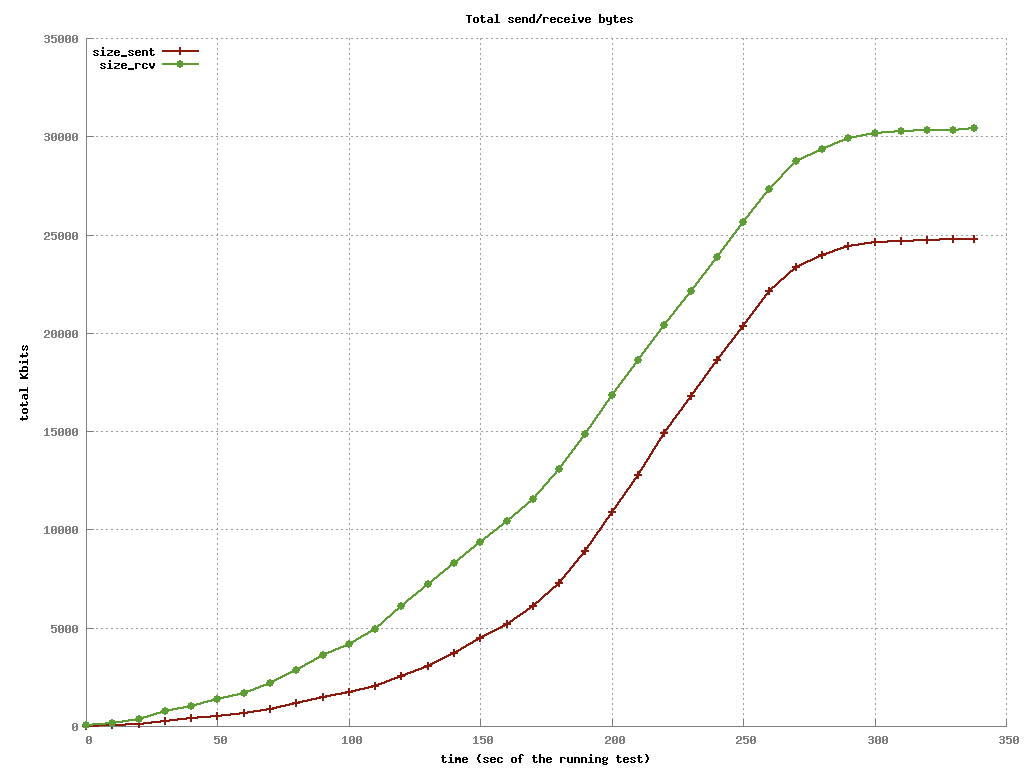 Total send/receive bytes
35000
size_sent
size_rcv
30000
25000
20000
total Kbits
15000
10000
5000
0
0 50 100 150 200 250 300 350
time (sec of the running test)